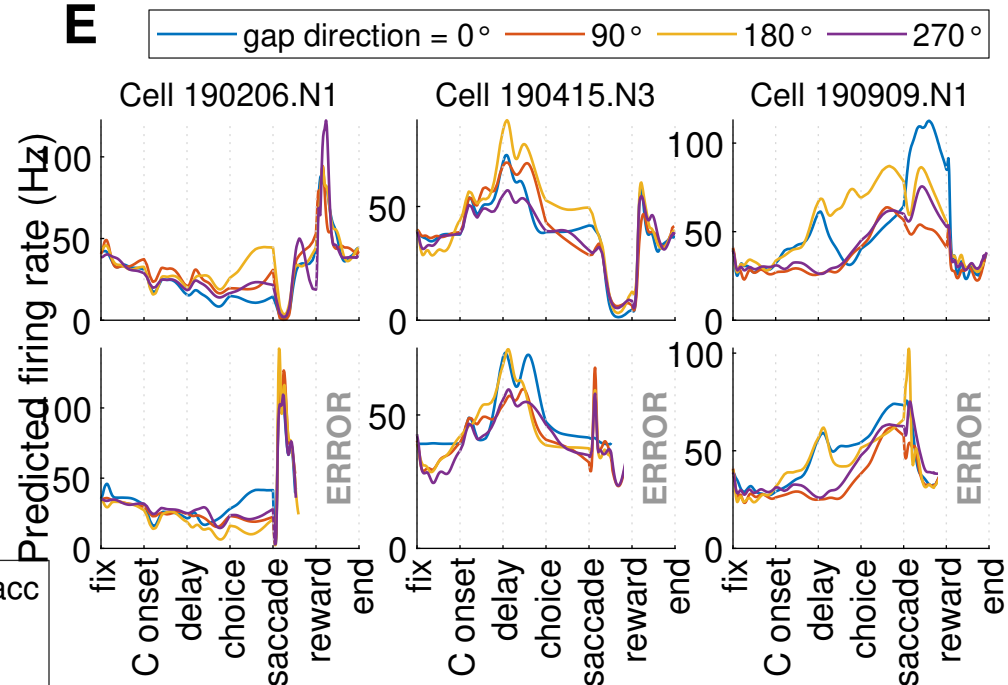 E
gap direction = 0° 90° 180° 270°
Cell 190206.N1 Cell 190415.N3 Cell 190909.N1
Predicted firing rate (Hz)
100
50
0
50
0
100
50
0
100
50
0
50
0
100
50
0
ERROR
ERROR
ERROR
fix
C onset
delay
choice
saccade
reward
end
fix
C onset
delay
choice
saccade
reward
end
fix
C onset
delay
choice
saccade
reward
end
acc